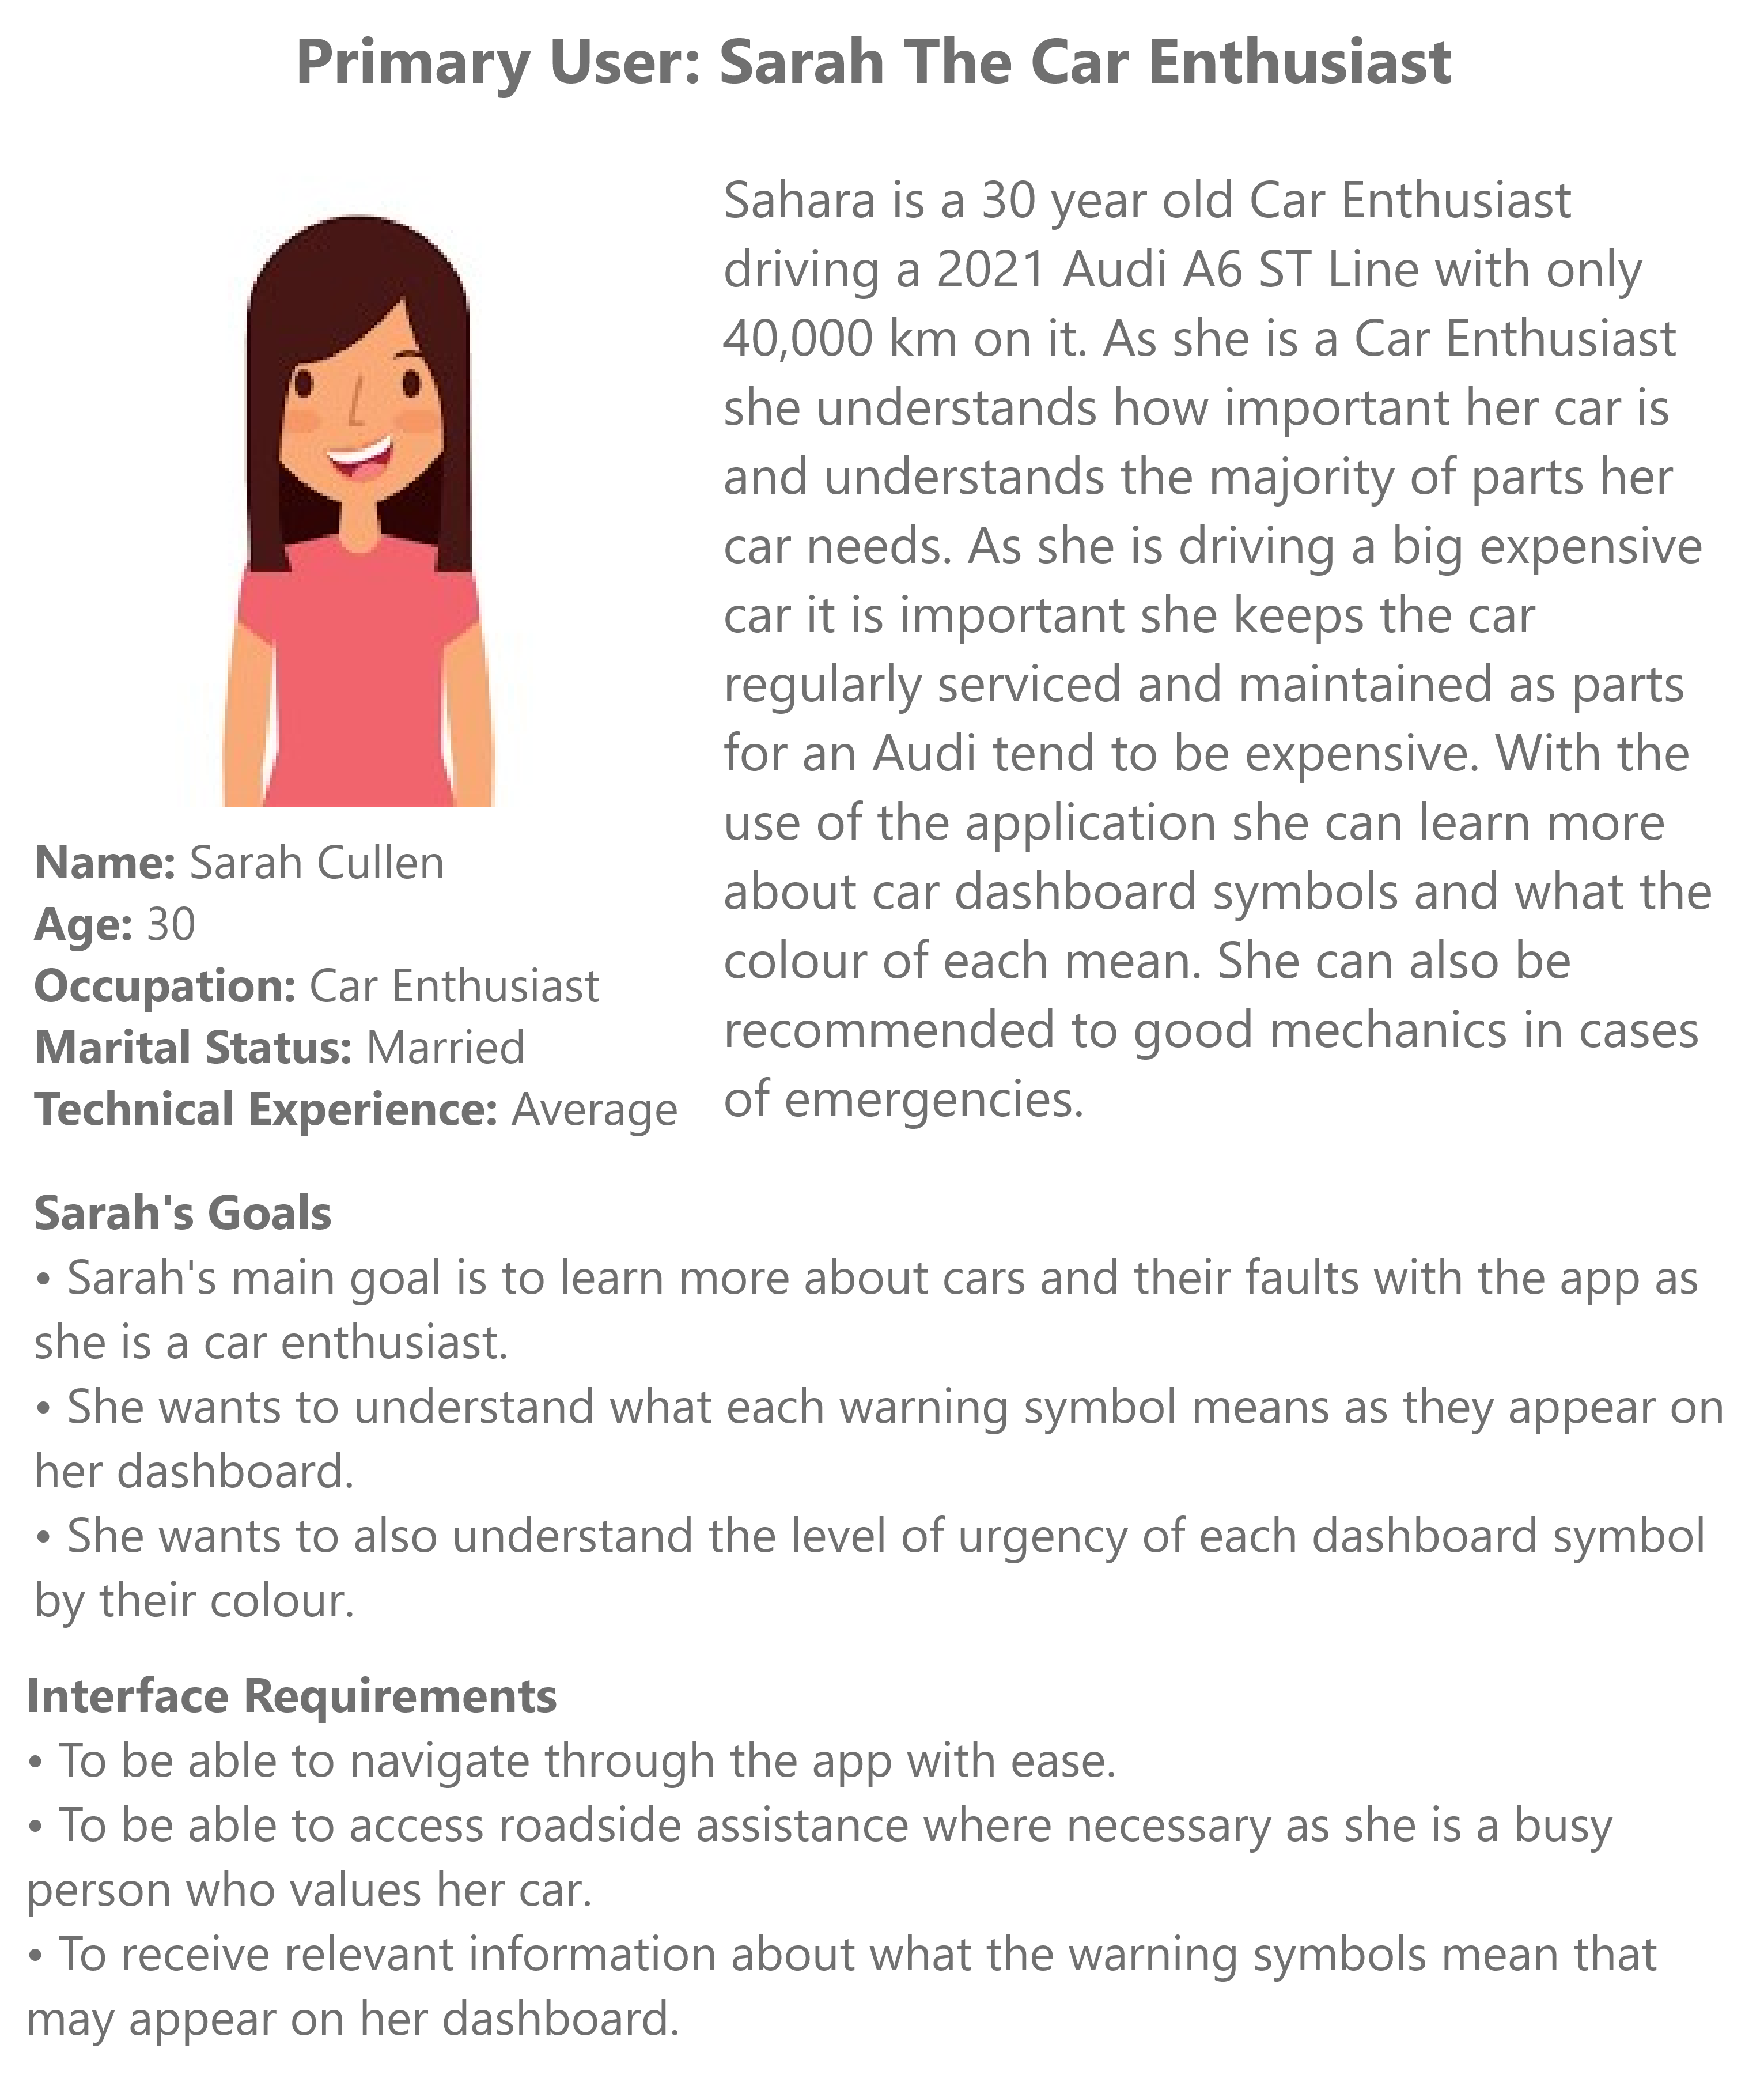 Primary User: Sarah The Car Enthusiast
Sahara is a 30 year old Car Enthusiast
driving a 2021 Audi A6 ST Line with only
40,000 km on it. As she is a Car Enthusiast
she understands how important her car is
and understands the majority of parts her
car needs. As she is driving a big expensive
car it is important she keeps the car
regularly serviced and maintained as parts
for an Audi tend to be expensive. With the
use of the application she can learn more
about car dashboard symbols and what the
colour of each mean. She can also be
recommended to good mechanics in cases
of emergencies.
Name: Sarah Cullen
Age: 30
Occupation: Car Enthusiast
Marital Status: Married
Technical Experience: Average
Sarah's Goals
• Sarah's main goal is to learn more about cars and their faults with the app as
she is a car enthusiast.
• She wants to understand what each warning symbol means as they appear on
her dashboard.
• She wants to also understand the level of urgency of each dashboard symbol
by their colour.
Interface Requirements
• To be able to navigate through the app with ease.
• To be able to access roadside assistance where necessary as she is a busy
person who values her car.
• To receive relevant information about what the warning symbols mean that
may appear on her dashboard.